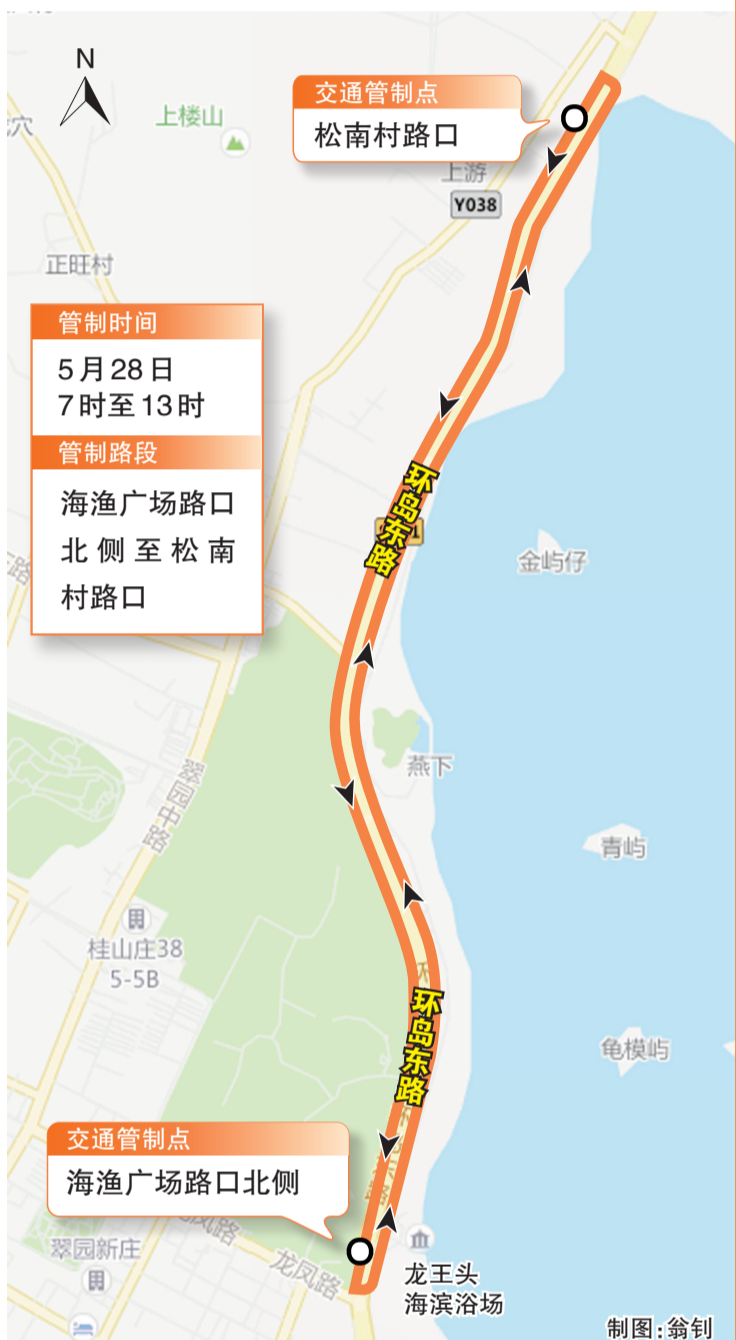 N
交通管制点
松南村路口
上楼山
上游
Y038
正旺村
管制时间
5月28日
7时至13时
管制路段
海渔广场路口
北侧至松南
村路口
环岛东路
金屿仔
燕下
翠园中路
青屿
桂山庄38
5-5B
环岛东路
龟模屿
交通管制点
海渔广场路口北侧
翠园新庄
龙凤路
龙王头
海滨浴场
制图:翁钊